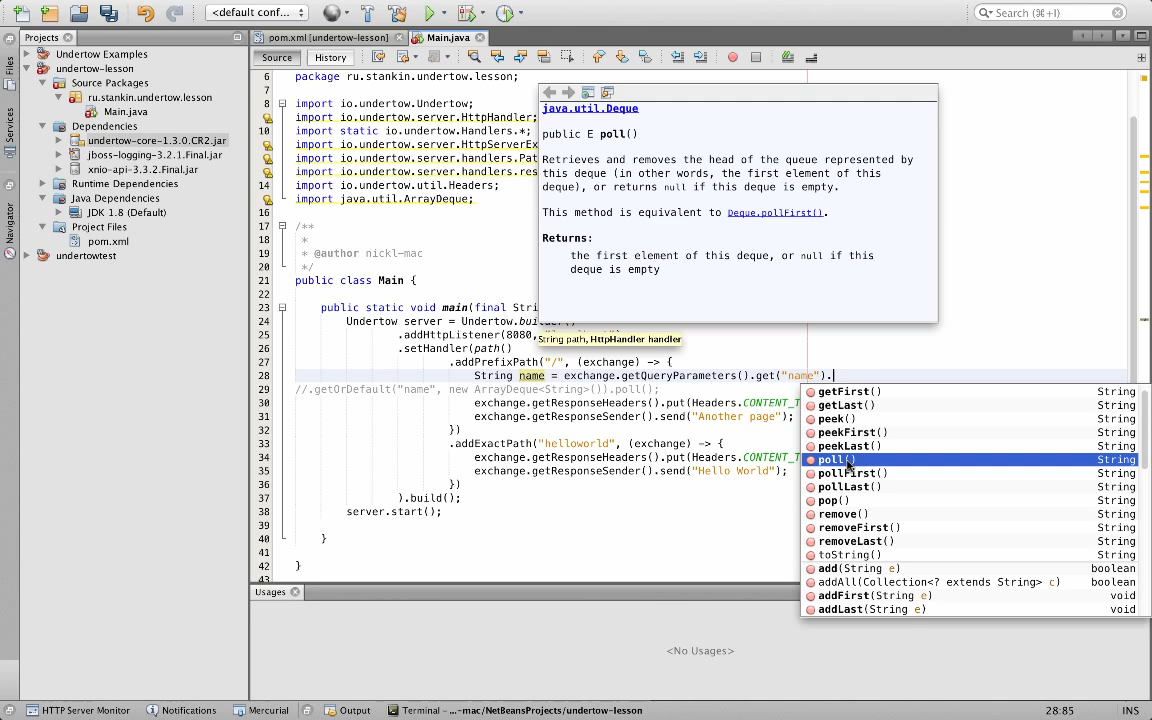 <default conf...
Search (⌘+I)
Projects
pom.xml [undertow-lesson]
Main.java
Files
Services
Navigator
Source
History
Undertow Examples
undertow-lesson
Source Packages
ru.stankin.undertow.lesson
Main.java
Dependencies
undertow-core-1.3.0.CR2.jar
jboss-logging-3.2.1.Final.jar
xnio-api-3.3.2.Final.jar
Runtime Dependencies
Java Dependencies
JDK 1.8 (Default)
Project Files
pom.xml
undertowtest
6 package ru.stankin.undertow.lesson;
7
8 import io.undertow.Undertow;
import io.undertow.server.HttpHandler;
10 import static io.undertow.Handlers.*;
import io.undertow.server.HttpServerEx
import io.undertow.server.handlers.Pat
import io.undertow.server.handlers.res
14 import io.undertow.util.Headers;
import java.util.ArrayDeque;
16
17 /**
18 *
19 * @author nickl-mac
20 */
21 public class Main {
22
23 public static void main(final Stri
24 Undertow server = Undertow.builder()
25 .addHttpListener(8080,
26 .setHandler(path()
27 .addPrefixPath("/", (exchange) -> {
28 String name = exchange.getQueryParameters().get("name").
29 //.getOrDefault("name", new ArrayDeque<String>()).poll();
30 exchange.getResponseHeaders().put(Headers.CONTENT_T
31 exchange.getResponseSender().send("Another page");
32 })
33 .addExactPath("helloworld", (exchange) -> {
34 exchange.getResponseHeaders().put(Headers.CONTENT_T
35 exchange.getResponseSender().send("Hello World");
36 })
37 ).build();
38 server.start();
39
40 }
41
42 }
43
java.util.Deque
public E poll()
Retrieves and removes the head of the queue represented by
this deque (in other words, the first element of this
deque), or returns null if this deque is empty.
This method is equivalent to Deque.pollFirst().
Returns:
the first element of this deque, or null if this
deque is empty
String path, HttpHandler handler
getFirst() String
getLast() String
peek() String
peekFirst() String
peekLast() String
poll() String
pollFirst() String
pollLast() String
pop() String
remove() String
removeFirst() String
removeLast() String
toString() String
add(String e) boolean
addAll(Collection<? extends String> c) boolean
addFirst(String e) void
addLast(String e) void
Usages
<No Usages>
HTTP Server Monitor
Notifications
Mercurial
Output
Terminal - ...-mac/NetBeansProjects/undertow-lesson
28:85
INS